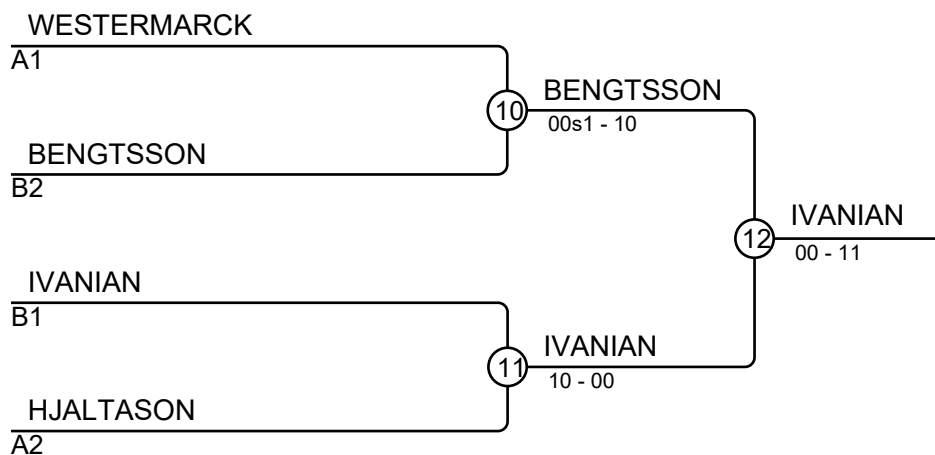 WESTERMARCK
A1
10
BENGTSSON
00s1 - 10
BENGTSSON
B2
12
IVANIAN
00 - 11
IVANIAN
B1
11
IVANIAN
10 - 00
HJALTASON
A2